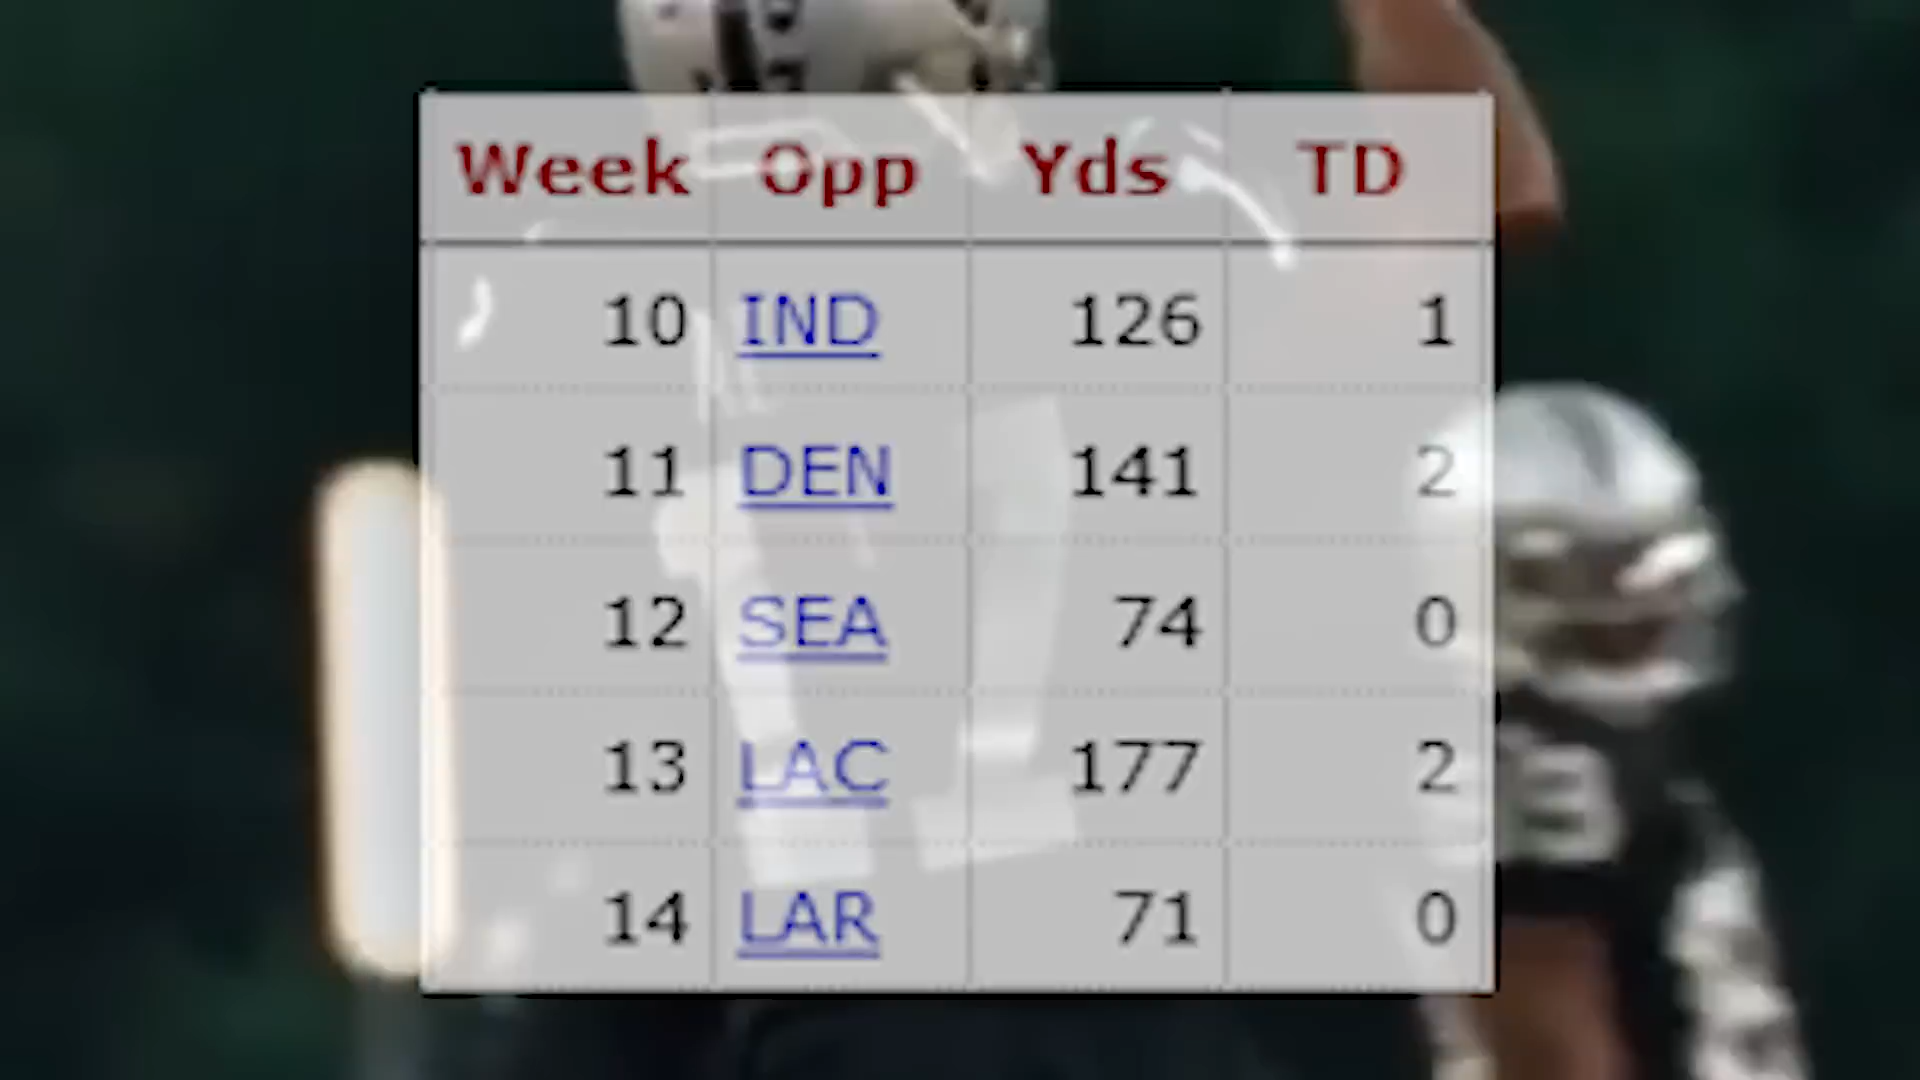 Week Opp Yds TD
10 IND 126 1
11 DEN 141 2
12 SEA 74 0
13 LAC 177 2
14 LAR 71 0